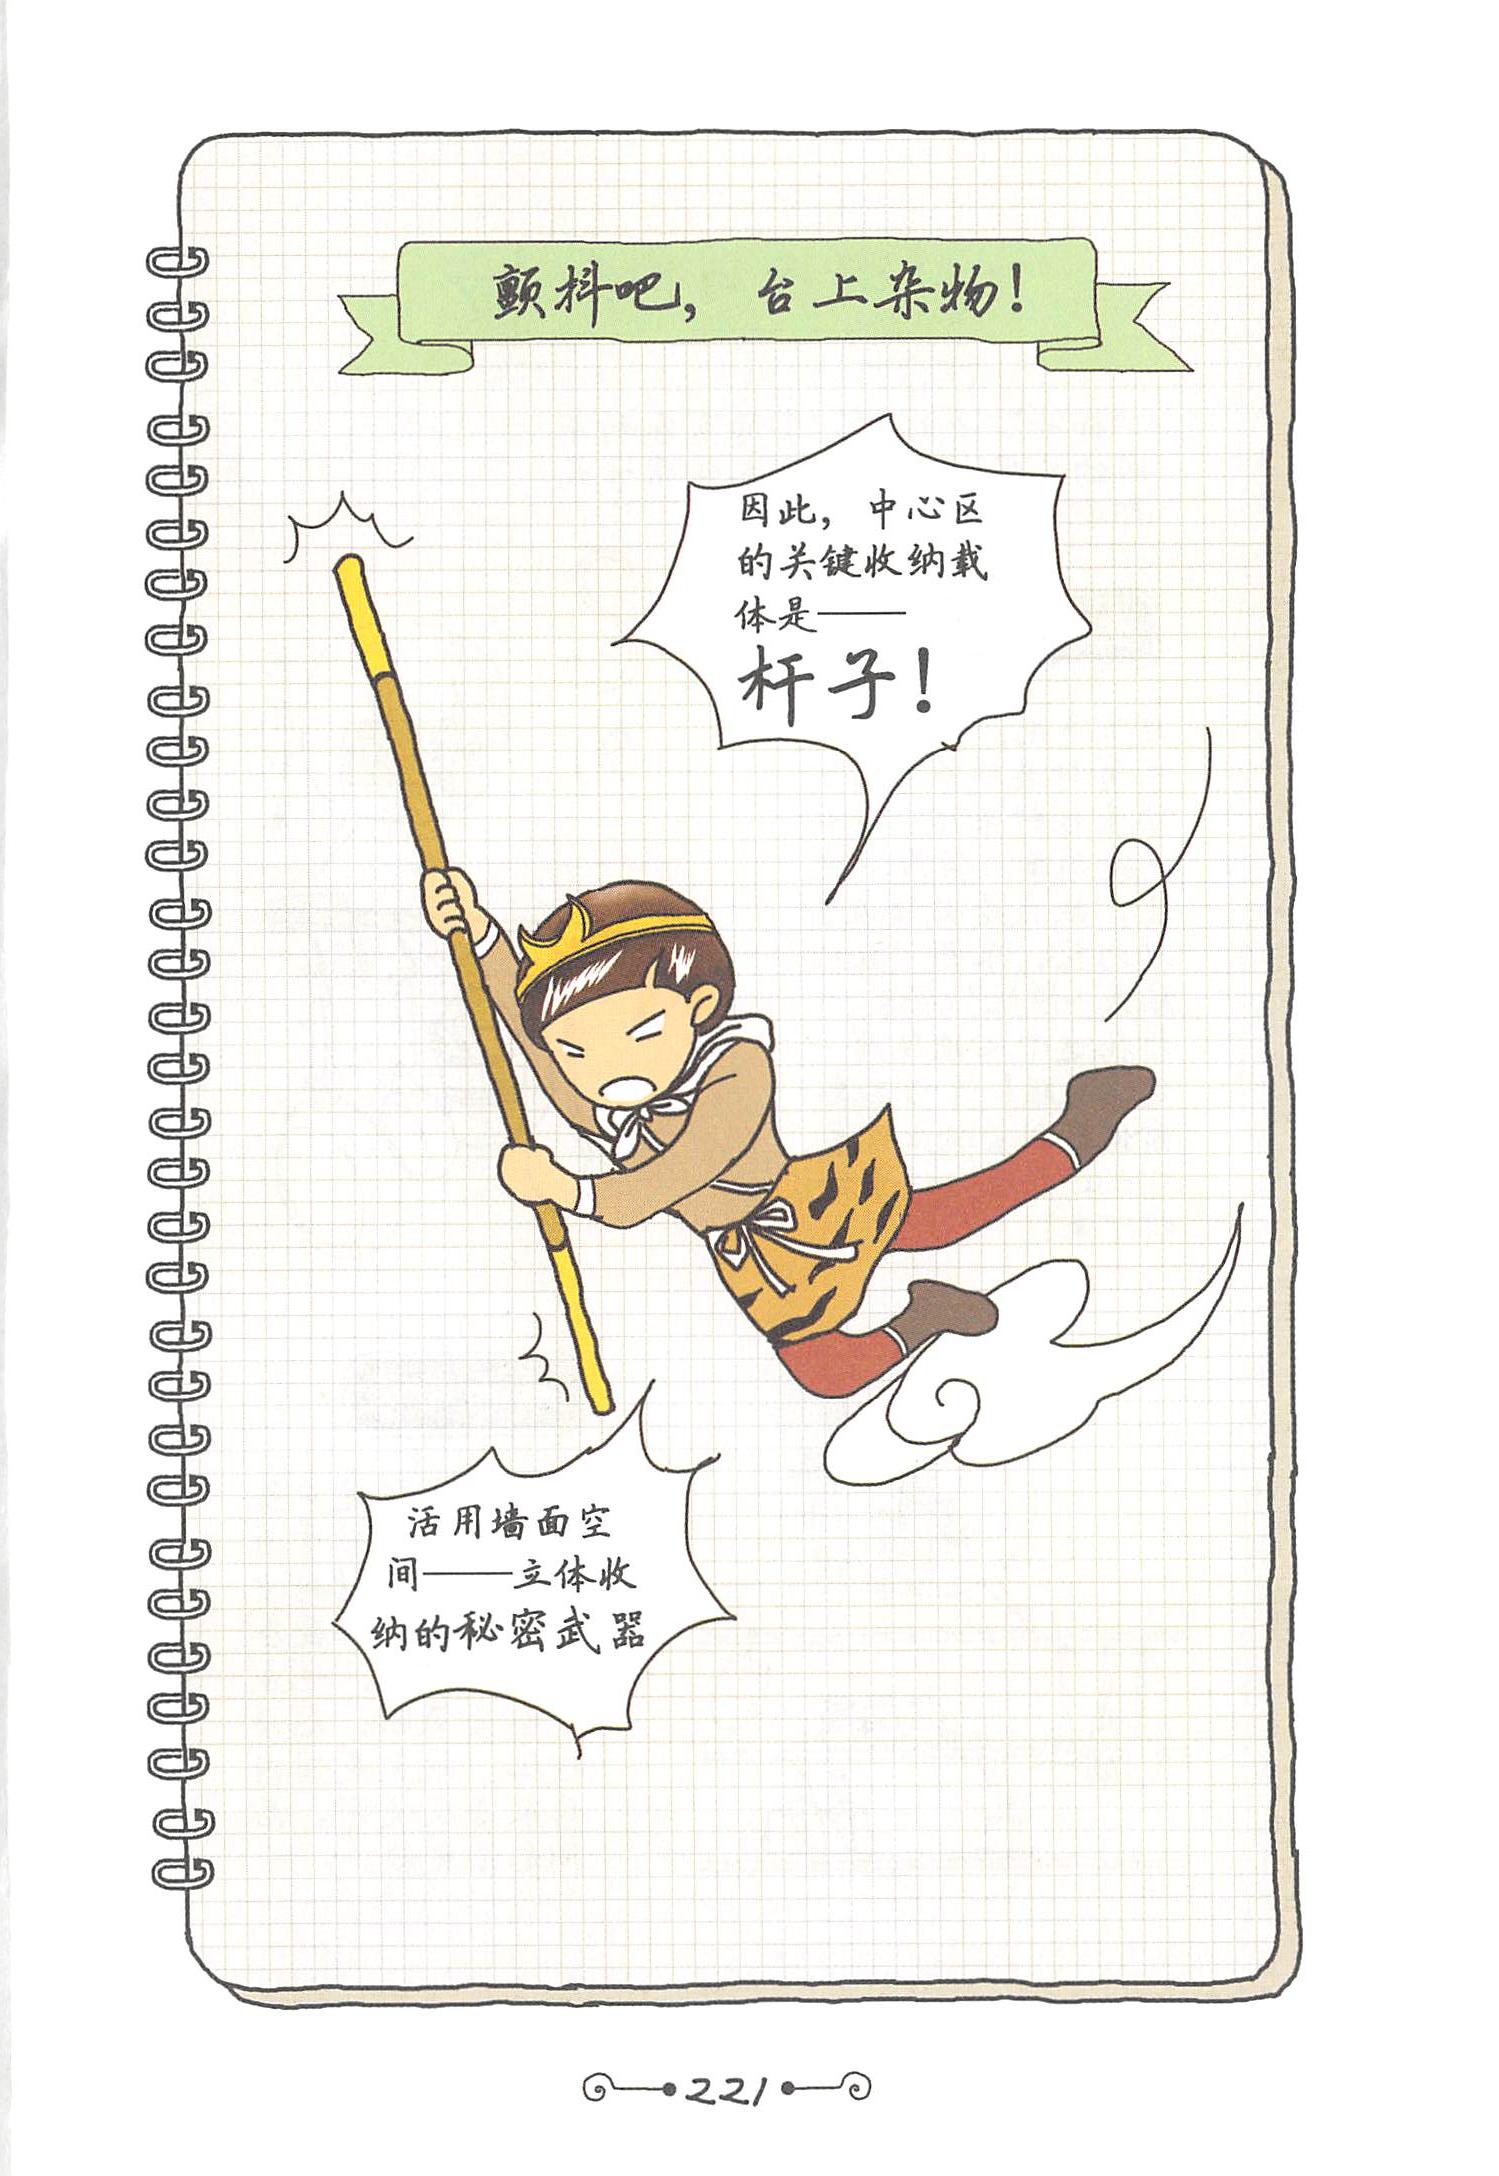 颤抖吧，台上杂物！
因此，中心区
的关键收纳载
体是——
杆子！
活用墙面空
间——立体收
纳的秘密武器
221